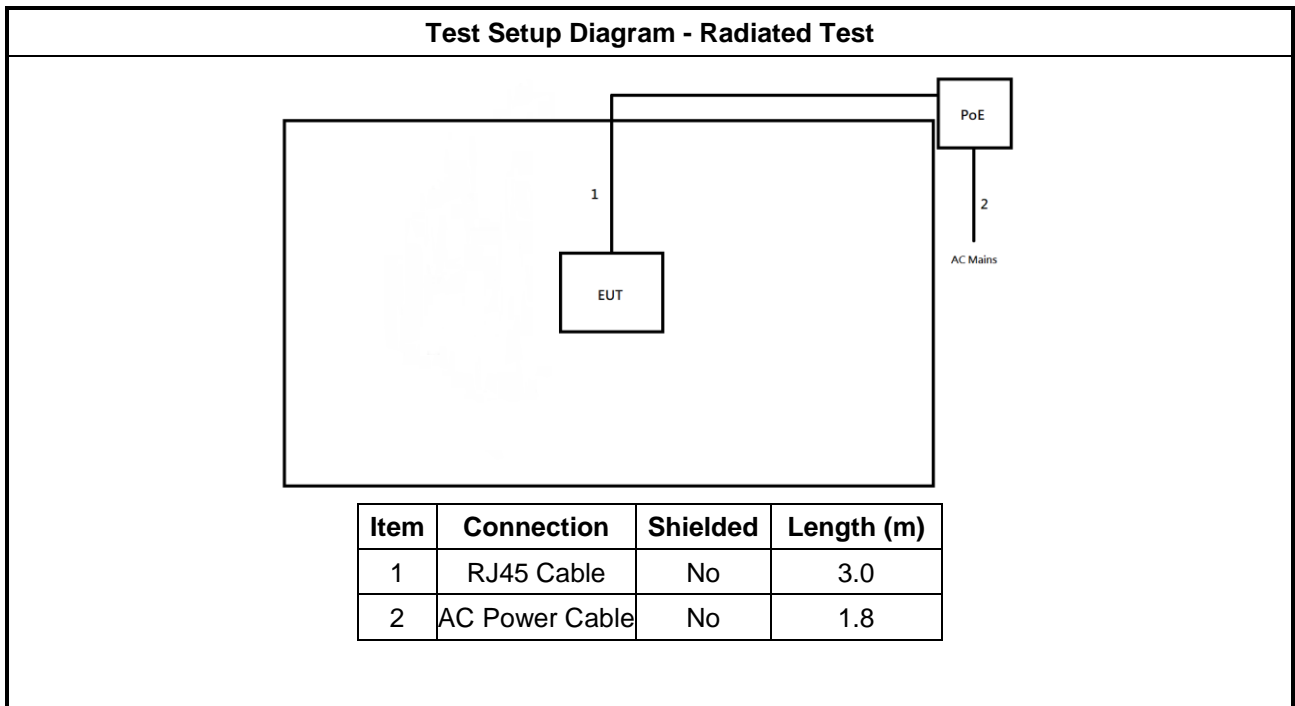 Test Setup Diagram - Radiated Test
PoE
1
2
AC Mains
EUT
Item Connection Shielded Length (m)
1 RJ45 Cable No 3.0
2 AC Power Cable No 1.8